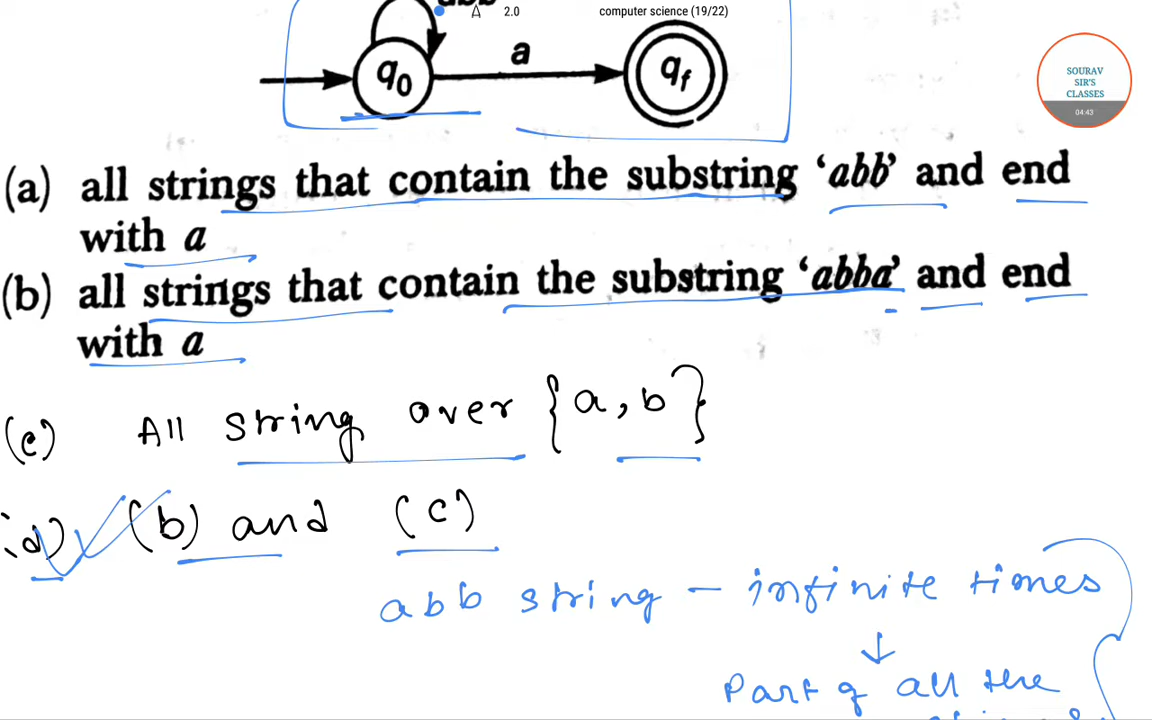 2.0 computer science (19/22)
a
q0 qf
SOURAV
SIR'S
CLASSES
04:43
(a) all strings that contain the substring ‘abb’ and end
with a
(b) all strings that contain the substring ‘abba’ and end
with a
(c) All string over {a,b}
(d) (b) and (c)
abb string – infinite times
↓
Part of all the